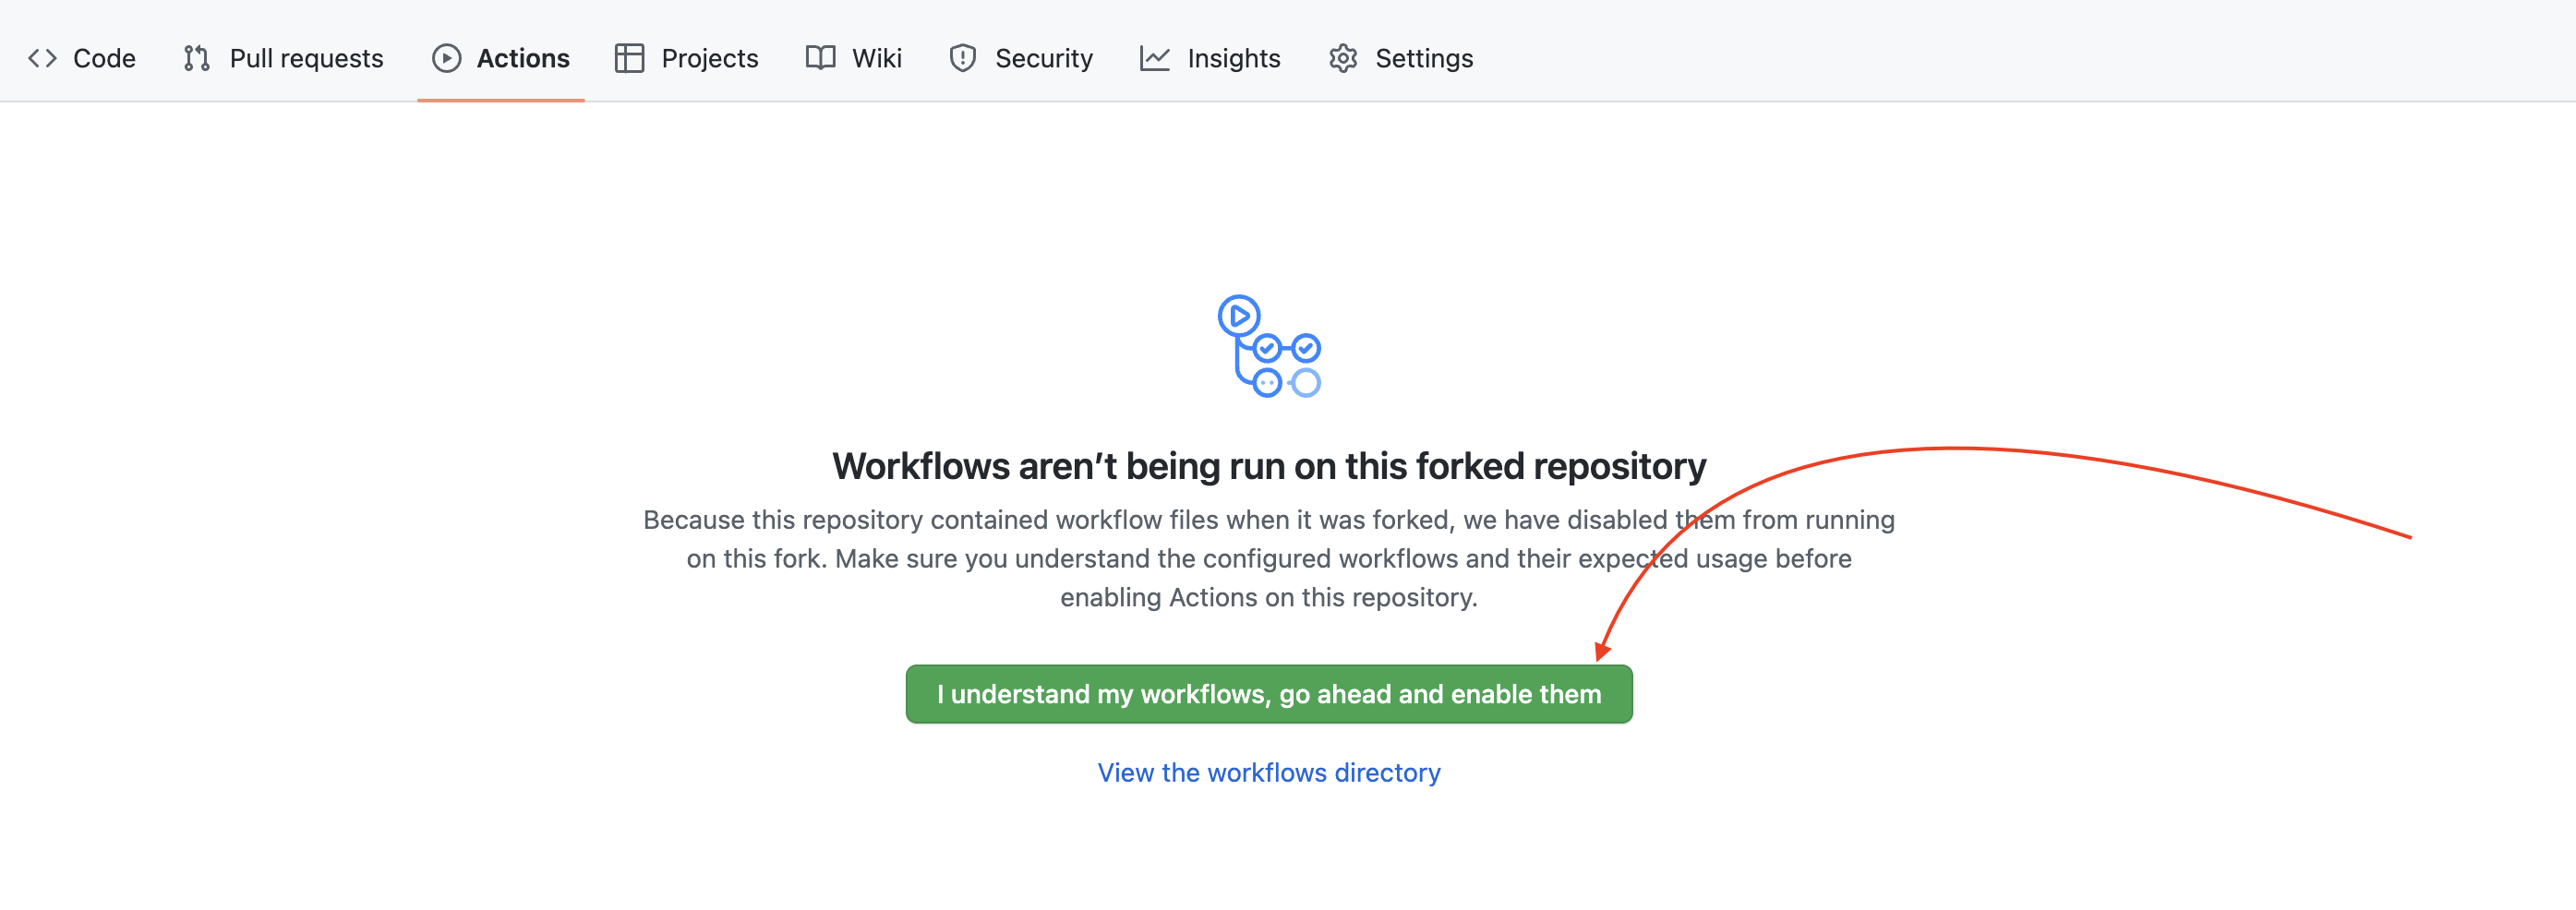 Code Pull requests Actions Projects Wiki Security Insights Settings
Workflows aren’t being run on this forked repository
Because this repository contained workflow files when it was forked, we have disabled them from running
on this fork. Make sure you understand the configured workflows and their expected usage before
enabling Actions on this repository.
I understand my workflows, go ahead and enable them
View the workflows directory